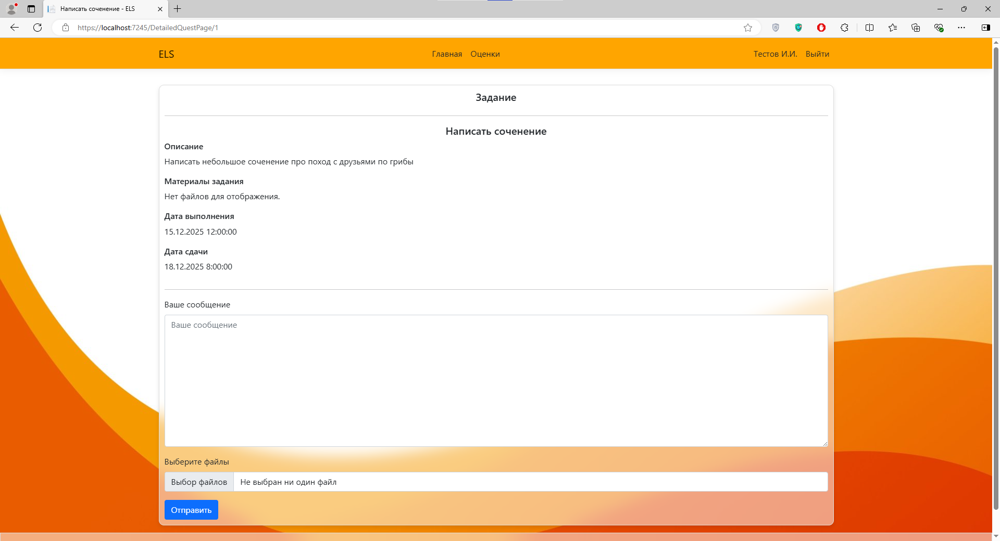 Написать соченение - ELS
https://localhost:7245/DetailedQuestPage/1
ELS Главная Оценки Тестов И.И. Выйти
Задание
Написать сочененение
Описание
Написать небольшое соченение про поход с друзьями по грибы
Материалы задания
Нет файлов для отображения.
Дата выполнения
15.12.2025 12:00:00
Дата сдачи
18.12.2025 8:00:00
Ваше сообщение
Ваше сообщение
Выберите файлы
Выбор файлов Не выбран ни один файл
Отправить